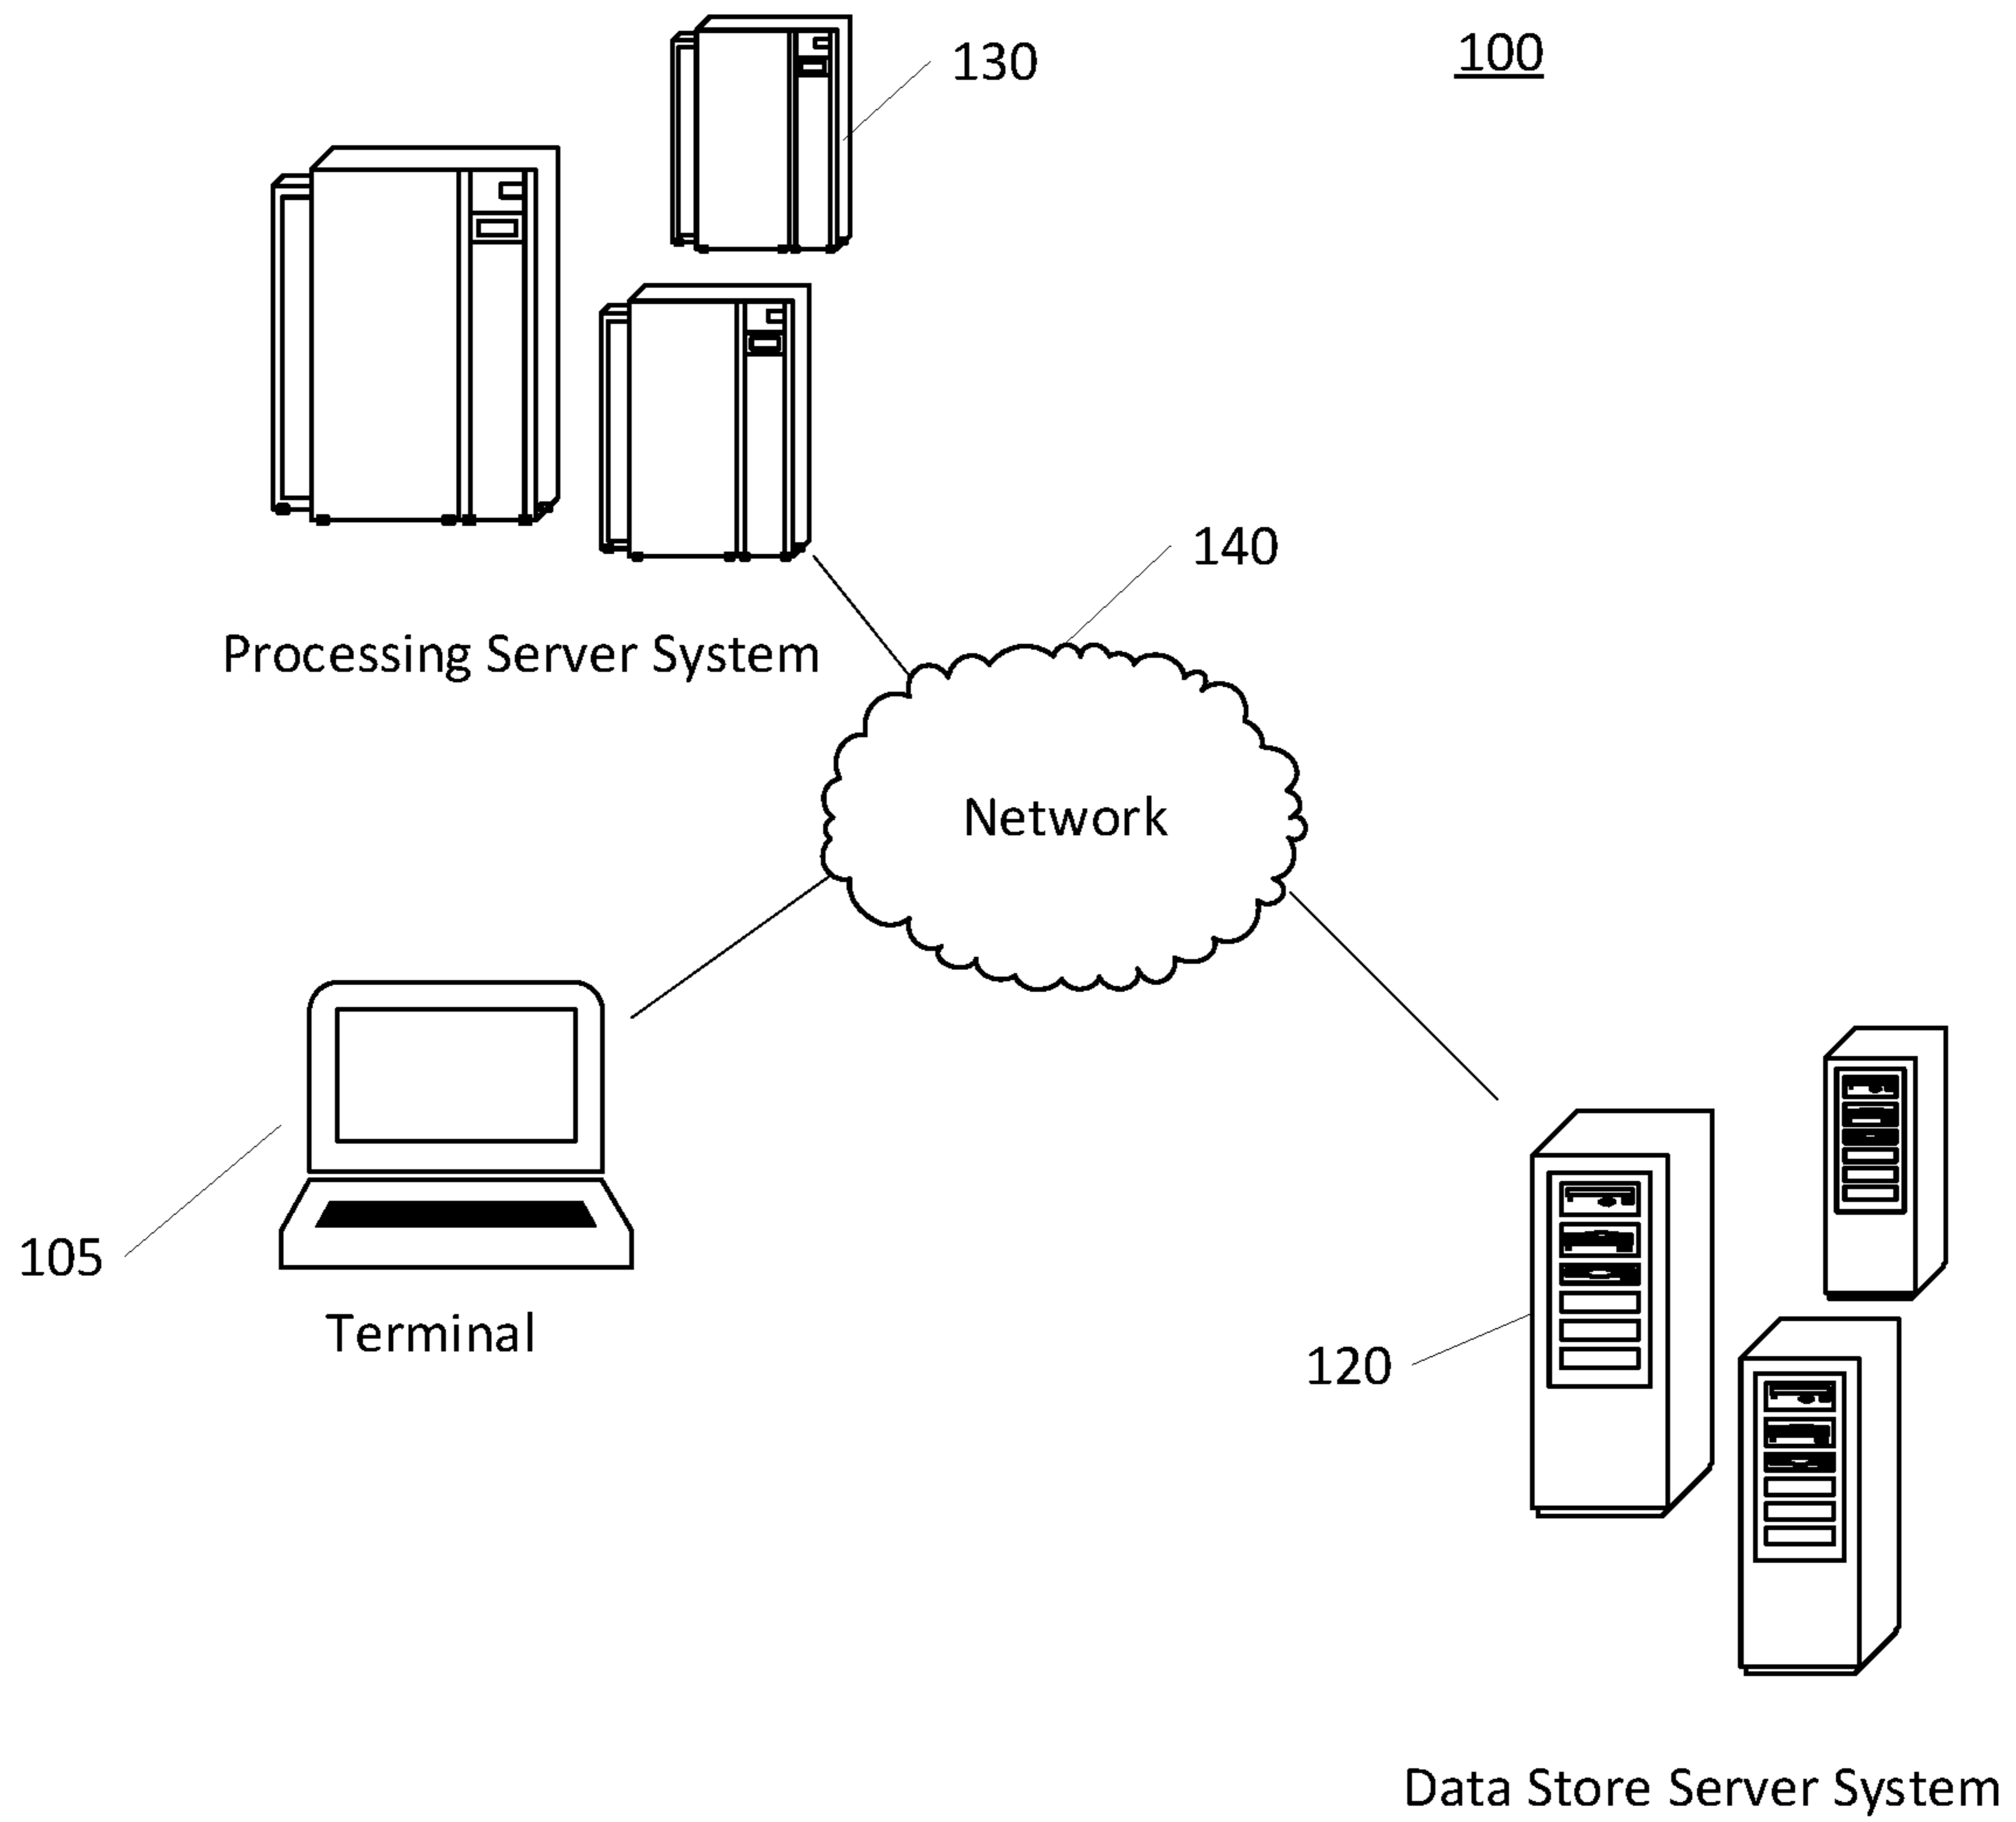 130
100
140
Processing Server System
Network
105
Terminal
120
Data Store Server System